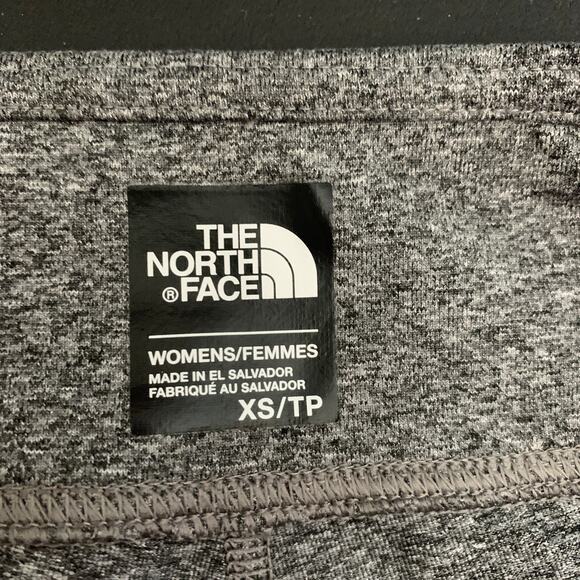 THE
NORTH
® FACE
WOMENS/FEMMES
MADE IN EL SALVADOR
FABRIQUÉ AU SALVADOR
XS/TP